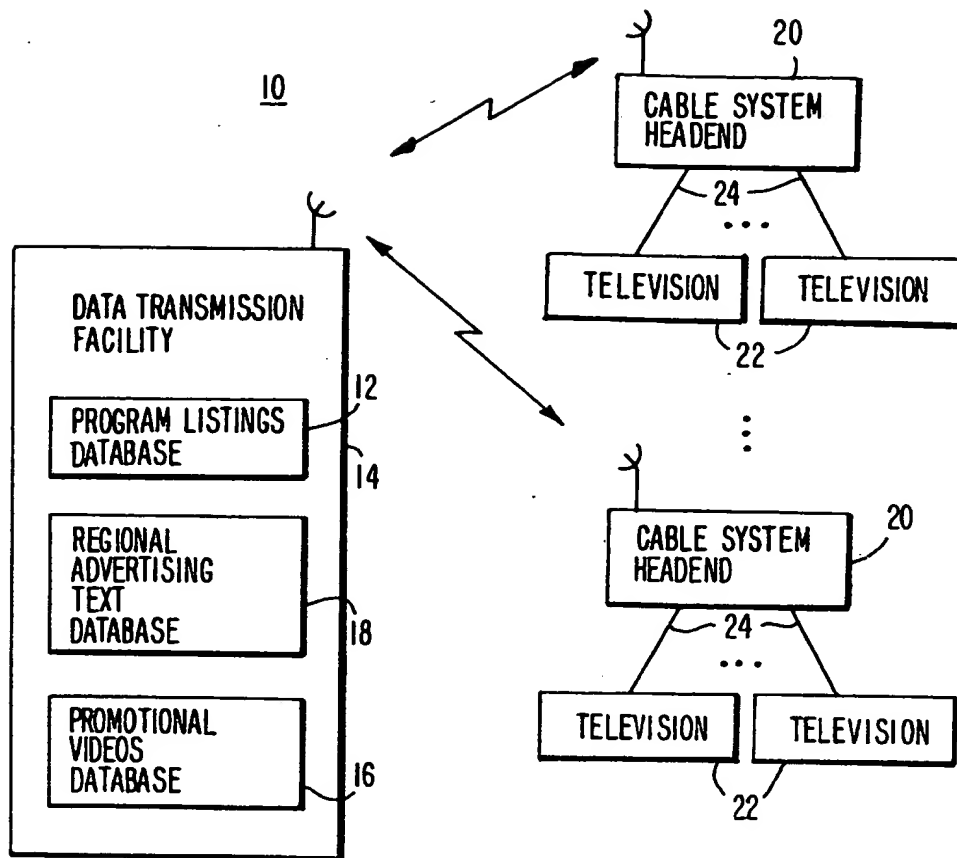 10
DATA TRANSMISSION
FACILITY
12
PROGRAM LISTINGS
DATABASE
14
REGIONAL
ADVERTISING
TEXT
DATABASE
18
PROMOTIONAL
VIDEOS
DATABASE
16
20
CABLE SYSTEM
HEADEND
24
...
TELEVISION TELEVISION
22
20
CABLE SYSTEM
HEADEND
24
...
TELEVISION TELEVISION
22